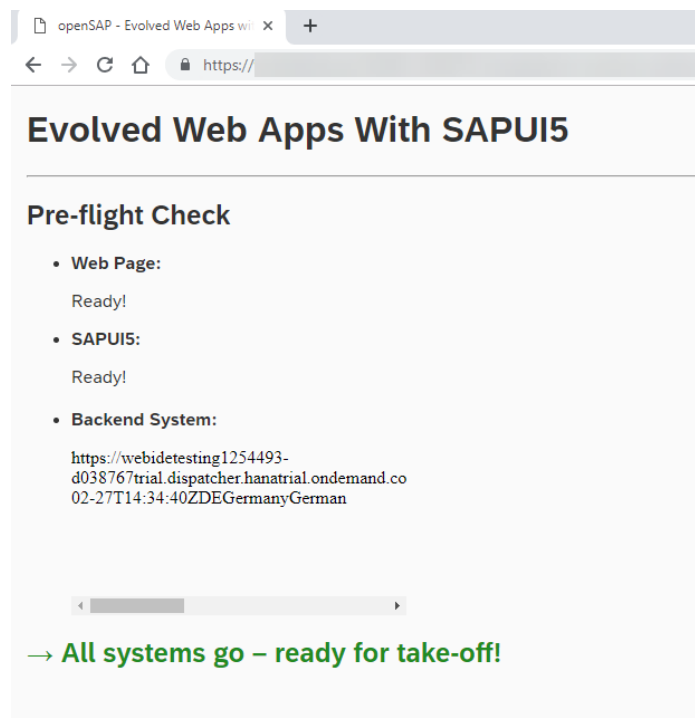 openSAP - Evolved Web Apps wi
https://
Evolved Web Apps With SAPUI5
Pre-flight Check
• Web Page:
Ready!
• SAPUI5:
Ready!
• Backend System:
https://webidetesting1254493-
d038767trial.dispatcher.hanatrial.ondemand.co
02-27T14:34:40ZDEGermanyGerman
→ All systems go – ready for take-off!